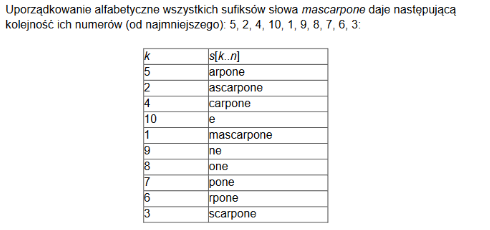 Uporządkowanie alfabetyczne wszystkich sufiksów słowa mascarpone daje następującą
kolejność ich numerów (od najmniejszego): 5, 2, 4, 10, 1, 9, 8, 7, 6, 3:
k s[k..n]
5 arpone
2 ascarpone
4 carpone
10 e
1 mascarpone
9 ne
8 one
7 pone
6 rpone
3 scarpone